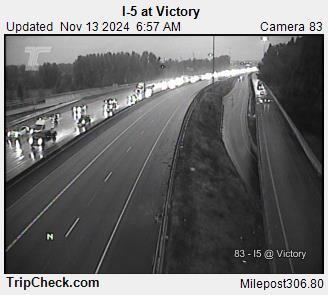 I-5 at Victory
Updated Nov 13 2024 6:57 AM
Camera 83
T
N
83 - I5 @ Victory
TripCheck.com
Milepost306.80